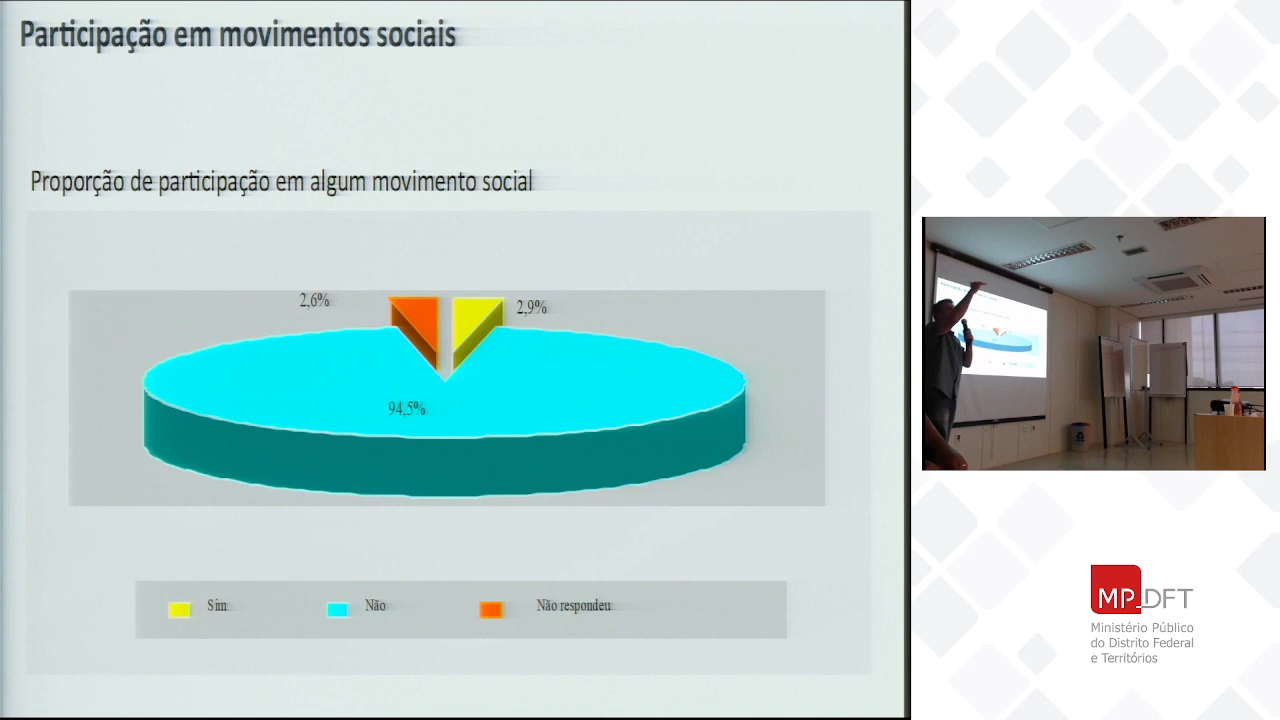 Participação em movimentos sociais
Proporção de participação em algum movimento social
2,6%
2,9%
94,5%
Sim
Não
Não respondeu
MP DFT
Ministério Público
do Distrito Federal
e Territórios